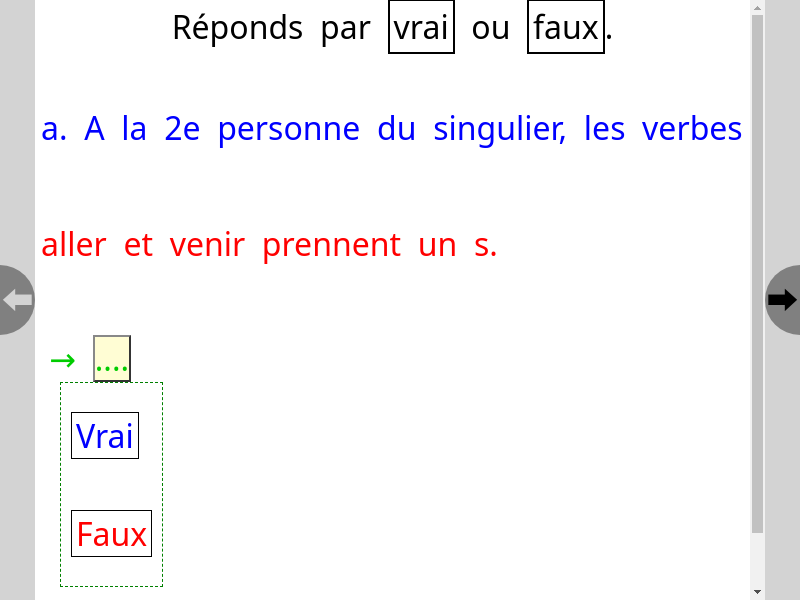 Réponds par vrai ou faux.
a. A la 2e personne du singulier, les verbes
aller et venir prennent un s.
→ ....
Vrai
Faux